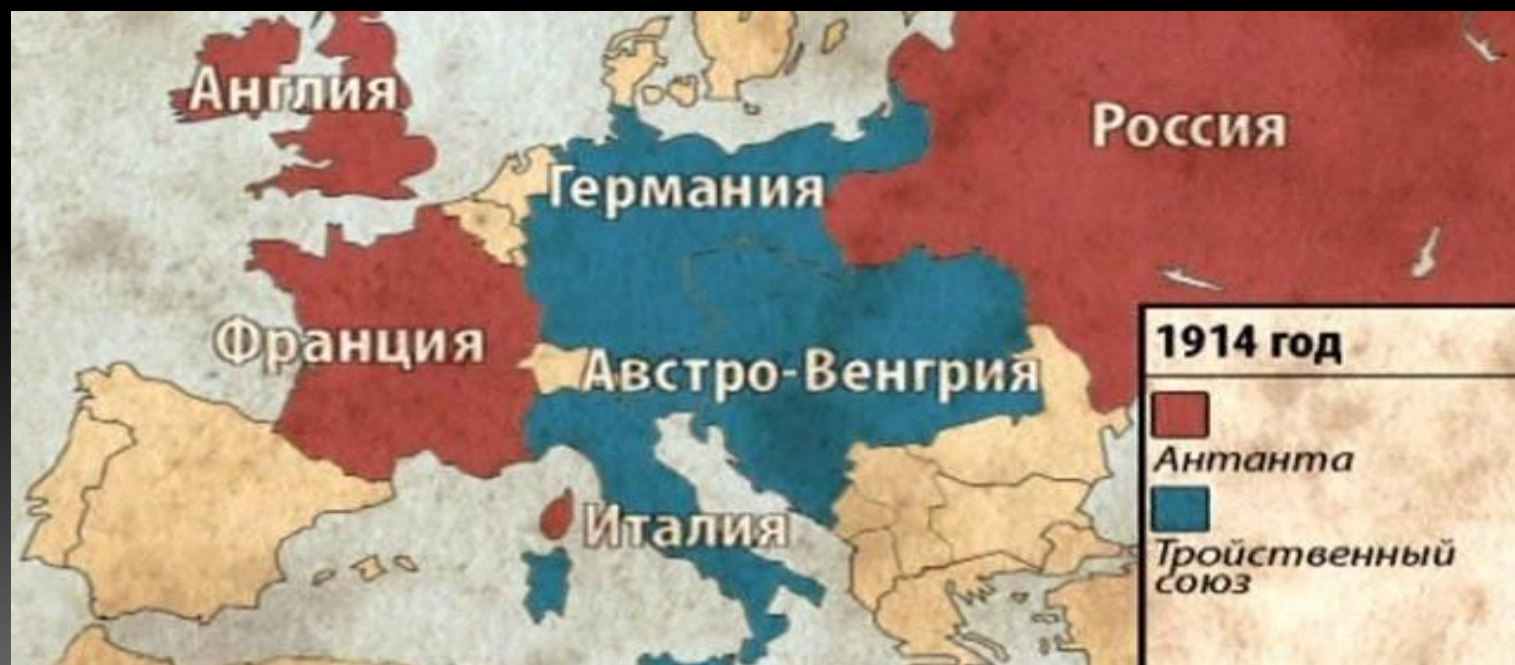 Англия
Россия
Германия
Франция
Австро-Венгрия
Италия
1914 год
Антанта
Тройственный
союз